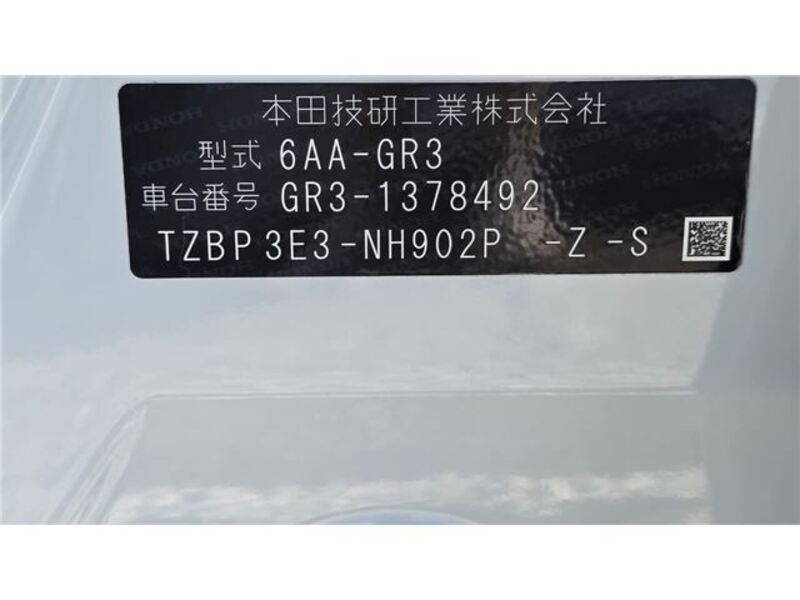 本田技研工業株式会社
型式 6AA-GR3
車台番号 GR3-1378492
TZBP3E3-NH902P -Z-S